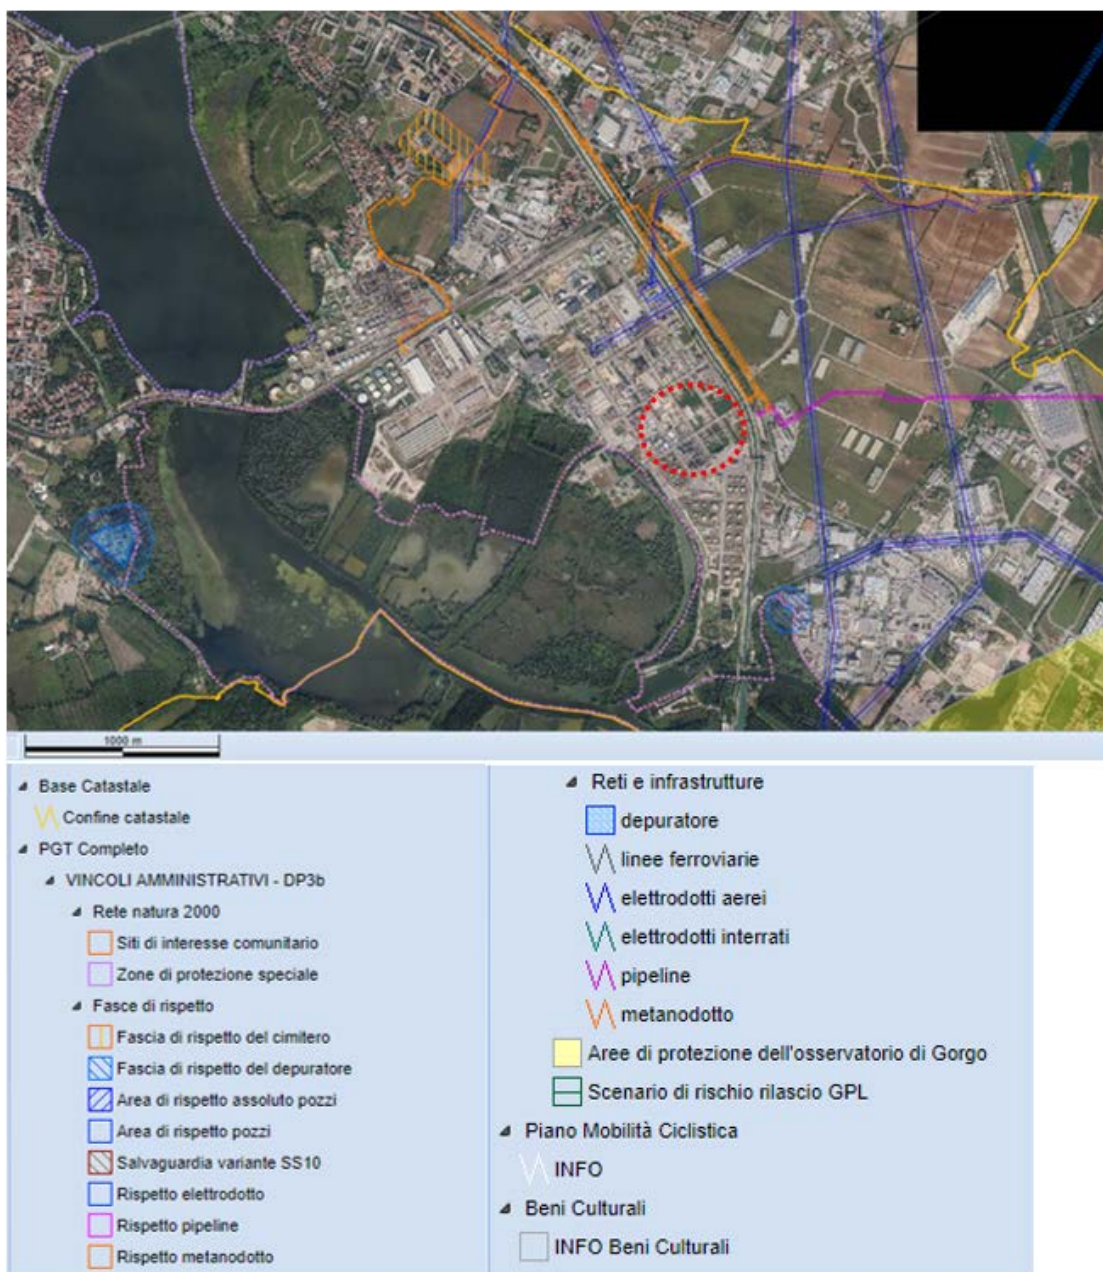 1000 m
Base Catastale
Confine catastale
PGT Completo
VINCOLI AMMINISTRATIVI - DP3b
Rete natura 2000
Siti di interesse comunitario
Zone di protezione speciale
Fasce di rispetto
Fascia di rispetto del cimitero
Fascia di rispetto del depuratore
Area di rispetto assoluto pozzi
Area di rispetto pozzi
Salvaguardia variante SS10
Rispetto elettrodotto
Rispetto pipeline
Rispetto metanodotto
Reti e infrastrutture
depuratore
linee ferroviarie
elettrodotti aerei
elettrodotti interrati
pipeline
metanodotto
Aree di protezione dell'osservatorio di Gorgo
Scenario di rischio rilascio GPL
Piano Mobilità Ciclistica
INFO
Beni Culturali
INFO Beni Culturali